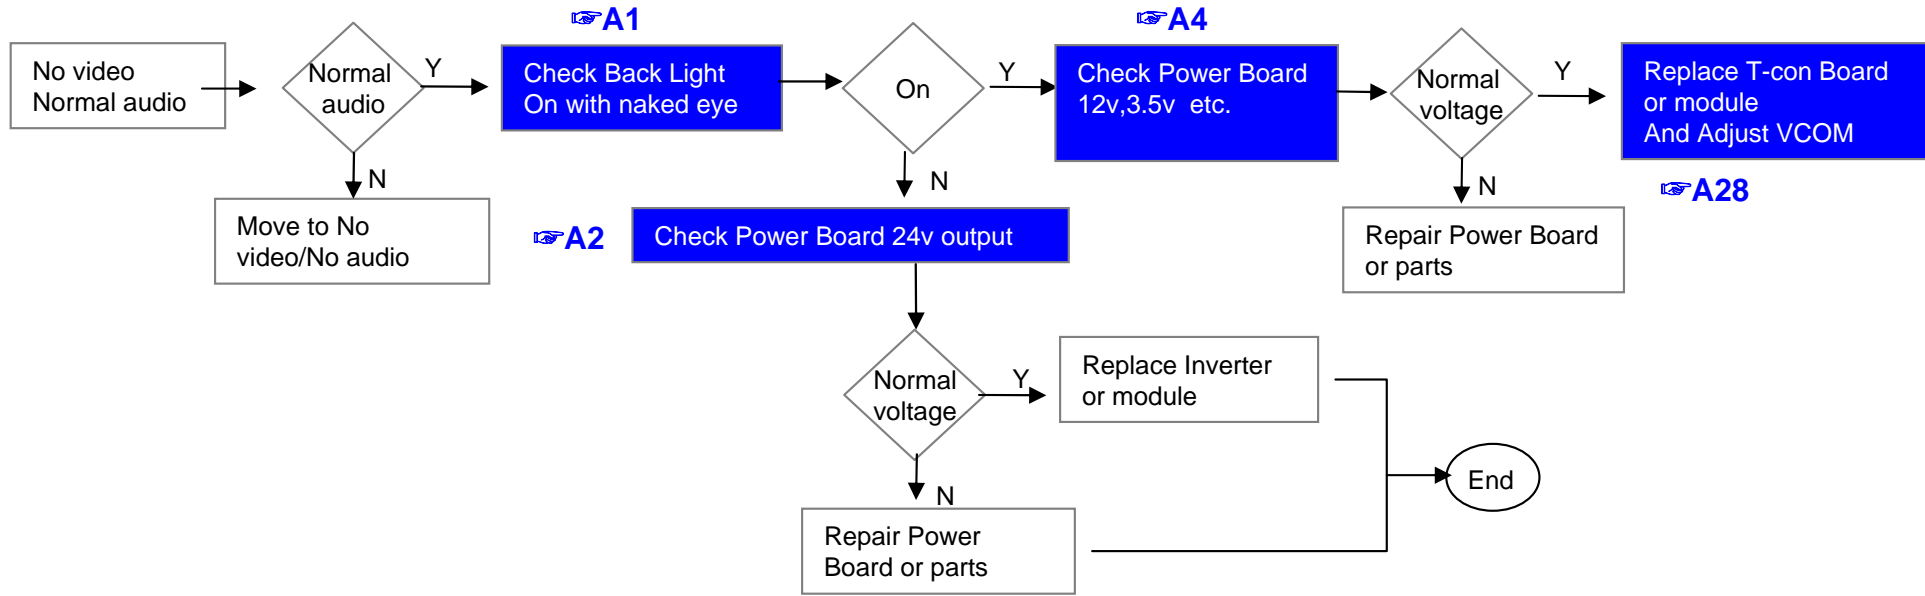 ☞A1
☞A4
No video
Normal audio
Normal
audio
Y
Check Back Light
On with naked eye
On
Y
Check Power Board
12v,3.5v etc.
Normal
voltage
Y
Replace T-con Board
or module
And Adjust VCOM
N
N
N
☞A28
Move to No
video/No audio
☞A2
Check Power Board 24v output
Repair Power Board
or parts
Normal
voltage
Y
Replace Inverter
or module
N
End
Repair Power
Board or parts